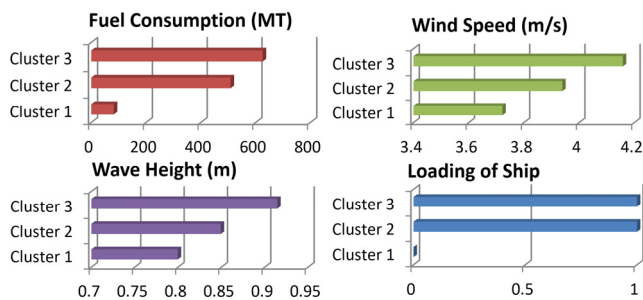 Fuel Consumption (MT)
Cluster 3
Cluster 2
Cluster 1
0 200 400 600 800
Wind Speed (m/s)
Cluster 3
Cluster 2
Cluster 1
3.4 3.6 3.8 4 4.2
Wave Height (m)
Cluster 3
Cluster 2
Cluster 1
0.7 0.75 0.8 0.85 0.9 0.95
Loading of Ship
Cluster 3
Cluster 2
Cluster 1
0 0.5 1